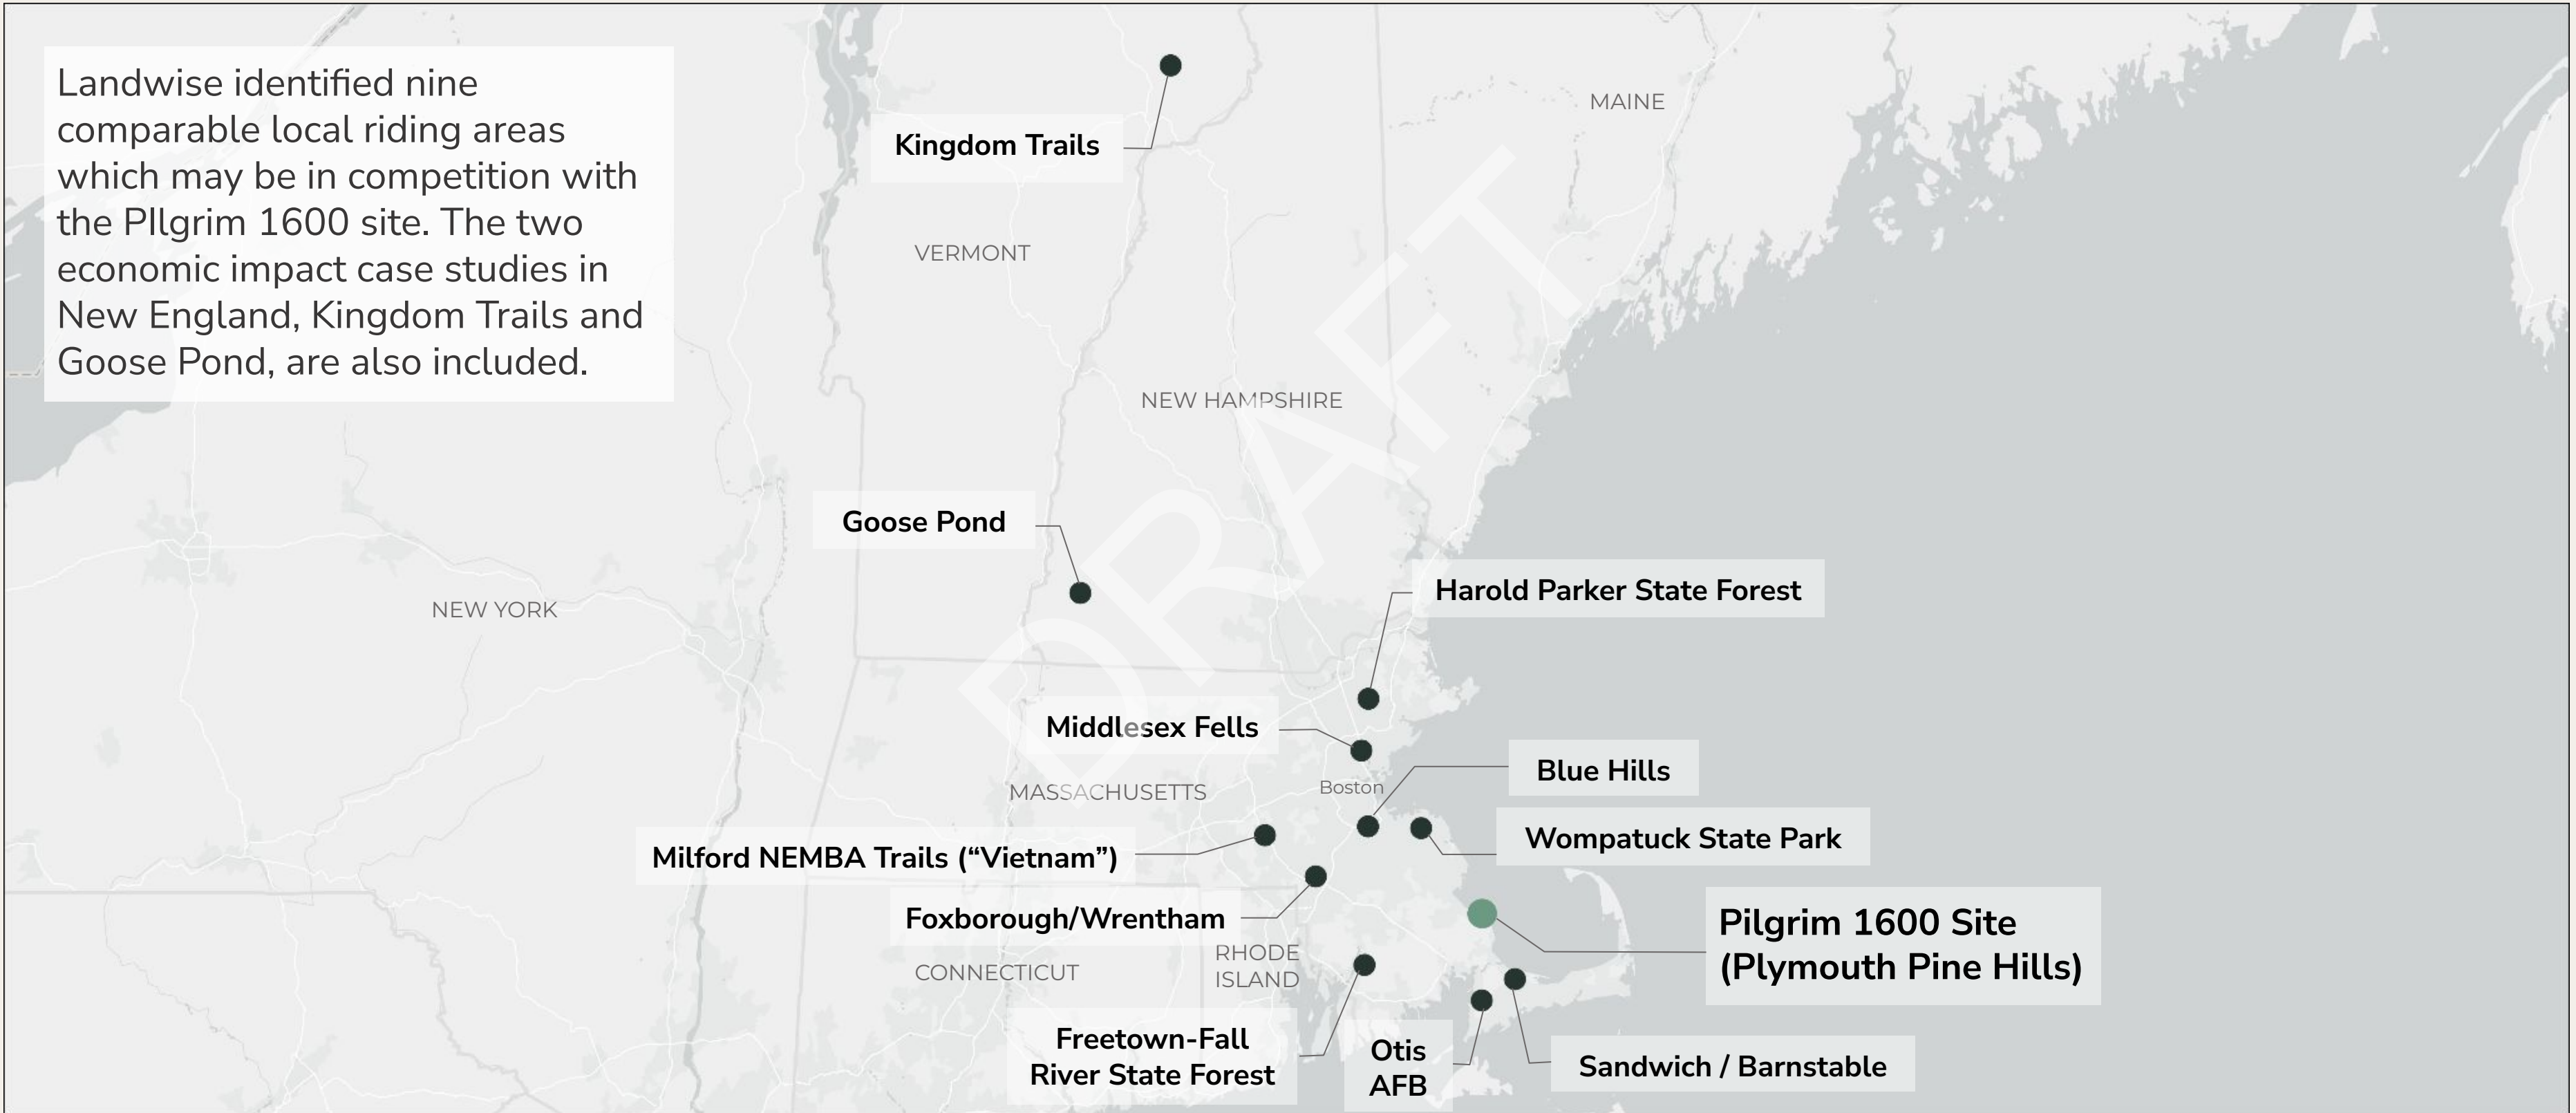 Landwise identified nine
comparable local riding areas
which may be in competition with
the PIlgrim 1600 site. The two
economic impact case studies in
New England, Kingdom Trails and
Goose Pond, are also included.
MAINE
Kingdom Trails
VERMONT
NEW HAMPSHIRE
DRAFT
Goose Pond
NEW YORK
Harold Parker State Forest
Middlesex Fells
Blue Hills
MASSACHUSETTS
Boston
Wompatuck State Park
Milford NEMBA Trails (“Vietnam”)
Foxborough/Wrentham
Pilgrim 1600 Site
(Plymouth Pine Hills)
RHODE
ISLAND
CONNECTICUT
Freetown-Fall
River State Forest
Otis
AFB
Sandwich / Barnstable